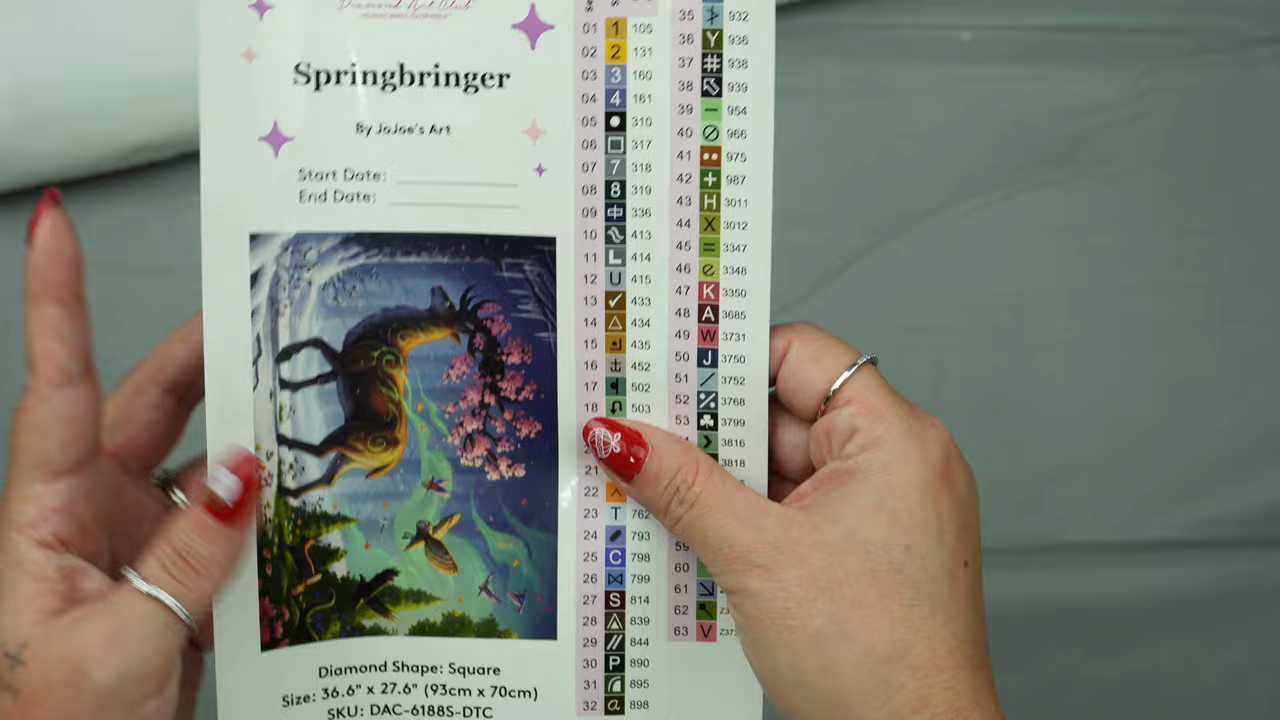 Diamond Art Club
Springbringer
By JoJoe's Art
Start Date:
End Date:
Diamond Shape: Square
Size: 36.6" x 27.6" (93cm x 70cm)
SKU: DAC-6188S-DTC
01 1 105
02 2 131
03 3 160
04 4 161
05 310
06 317
07 7 318
08 8 319
09 中 336
10 413
11 L 414
12 U 415
13 433
14 434
15 435
16 452
17 502
18 503
21
22
23 T 762
24 793
25 C 798
26 799
27 S 814
28 839
29 844
30 P 890
31 895
32 a 898
35 932
36 Y 936
37 # 938
38 939
39 - 954
40 966
41 975
42 + 987
43 H 3011
44 X 3012
45 = 3347
46 e 3348
47 K 3350
48 A 3685
49 W 3731
50 J 3750
51 / 3752
52 3768
53 3799
3816
3818
59
60
61
62
63 V